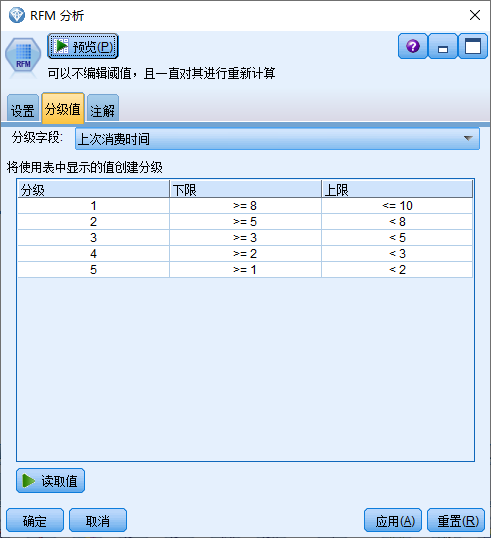 RFM 分析
预览(P)
RFM
可以不编辑阈值，且一直对其进行重新计算
设置 分级值 注解
分级字段: 上次消费时间
将使用表中显示的值创建分级
分级 下限 上限
1 >= 8 <= 10
2 >= 5 < 8
3 >= 3 < 5
4 >= 2 < 3
5 >= 1 < 2
读取值
确定 取消 应用(A) 重置(R)